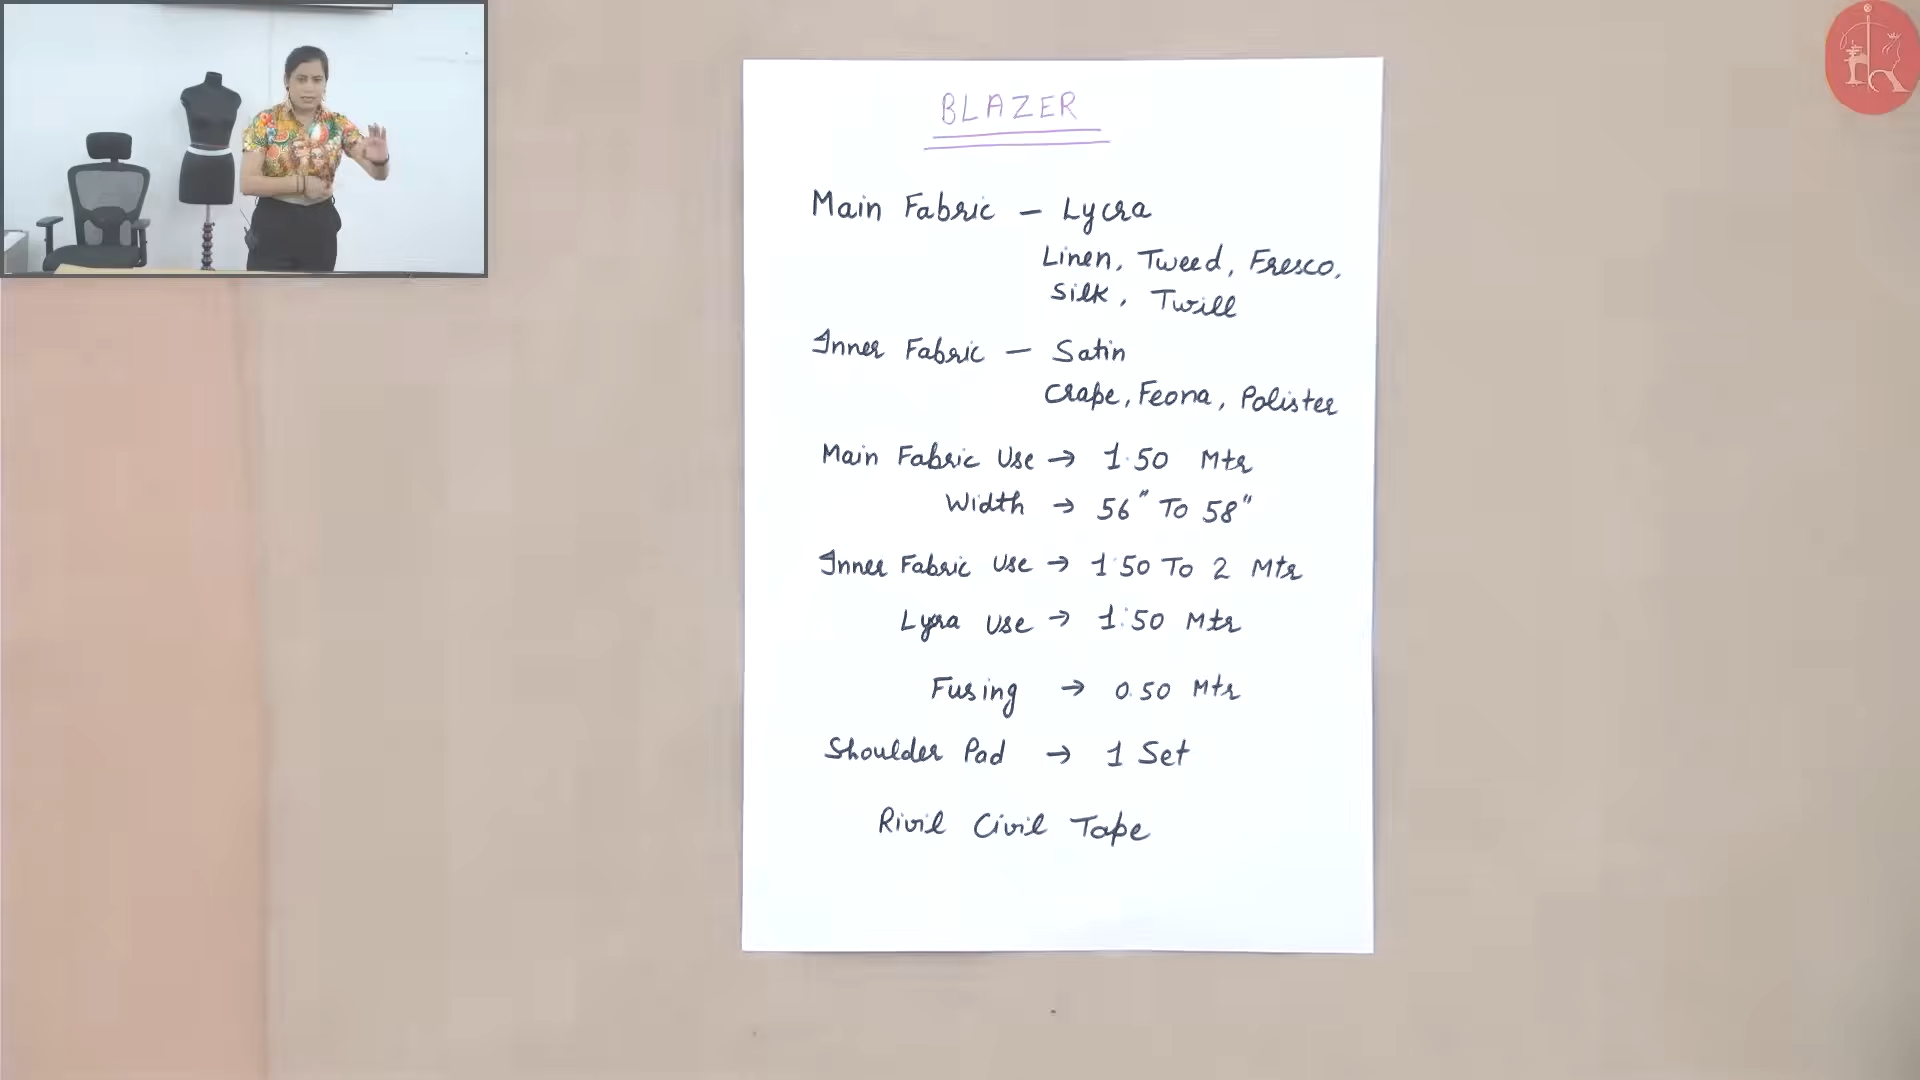 BLAZER
Main Fabric – Lycra
Linen, Tweed, Fresco,
Silk, Twill
Inner Fabric – Satin
Crape, Feona, Polister
Main Fabric Use → 1.50 Mtr
Width → 56" To 58"
Inner Fabric Use → 1.50 To 2 Mtr
Lyra Use → 1.50 Mtr
Fusing → 0.50 Mtr
Shoulder Pad → 1 Set
Rivil Civil Tape